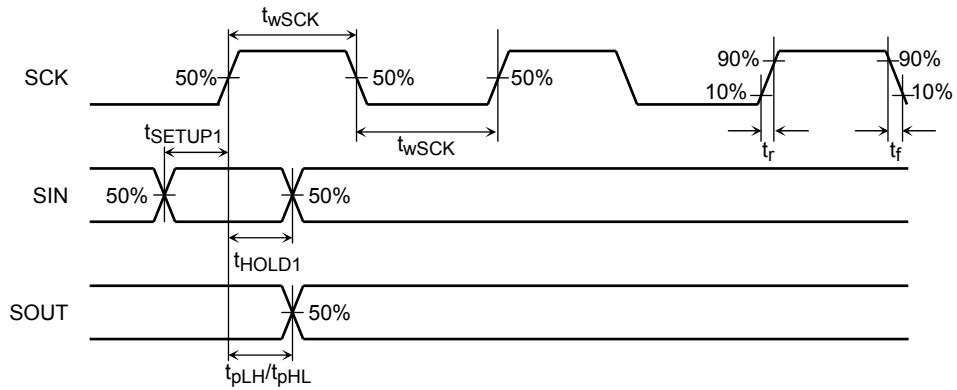 twSCK
SCK 50% 50% 50% 90% 90%
10% 10%
tSETUP1 twSCK tr tf
SIN 50% 50%
tHOLD1
SOUT 50%
tpLH/tpHL